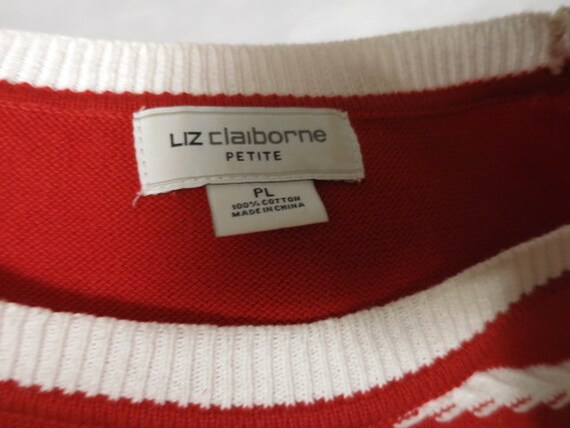 LIZ claiborne
PETITE
PL
100% COTTON
MADE IN CHINA